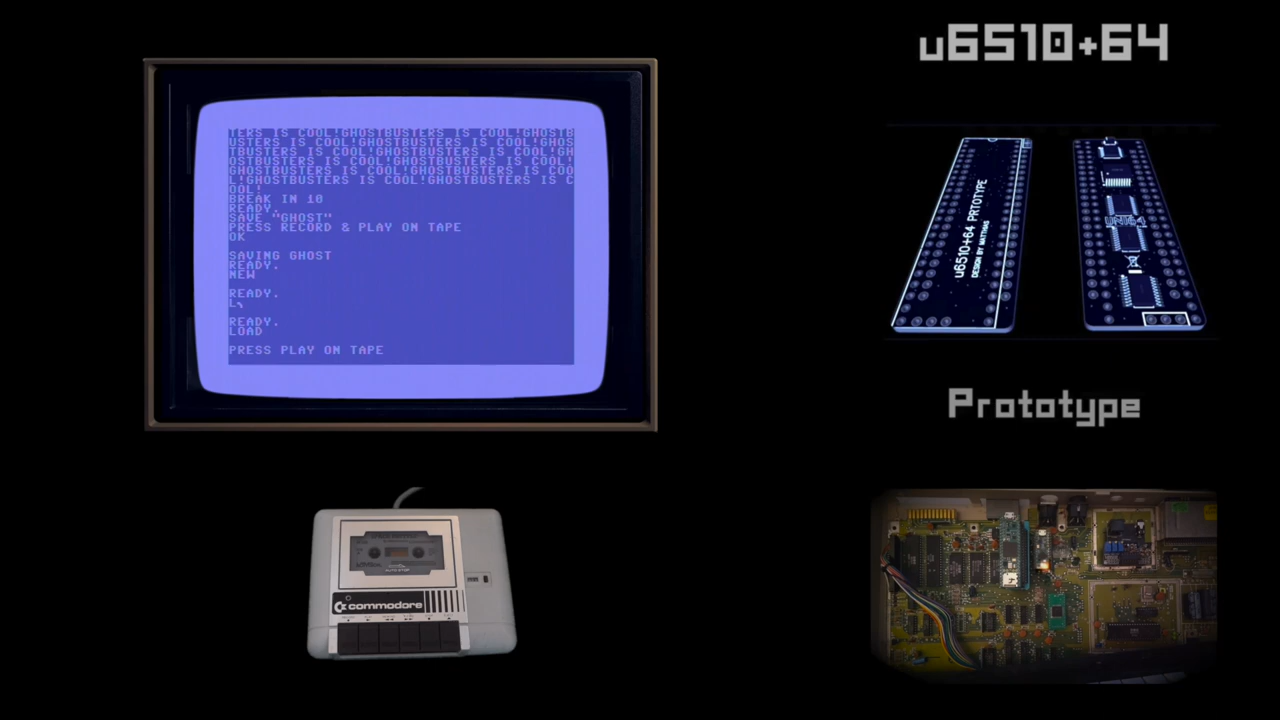 u6510+64
TERS IS COOL!GHOSTBUSTERS IS COOL!GHOSTB
USTERS IS COOL!GHOSTBUSTERS IS COOL!GHOS
TBUSTERS IS COOL!GHOSTBUSTERS IS COOL!GH
OSTBUSTERS IS COOL!GHOSTBUSTERS IS COOL!
GHOSTBUSTERS IS COOL!GHOSTBUSTERS IS COO
L!GHOSTBUSTERS IS COOL!GHOSTBUSTERS IS C
OOL!
BREAK IN 10
READY.
SAVE "GHOST"
PRESS RECORD & PLAY ON TAPE
OK
SAVING GHOST
READY.
NEW
READY.
L
READY.
LOAD
PRESS PLAY ON TAPE
u6510+64 PRTOTYPE
DESIGN BY MATTHIAS
Prototype
commodore